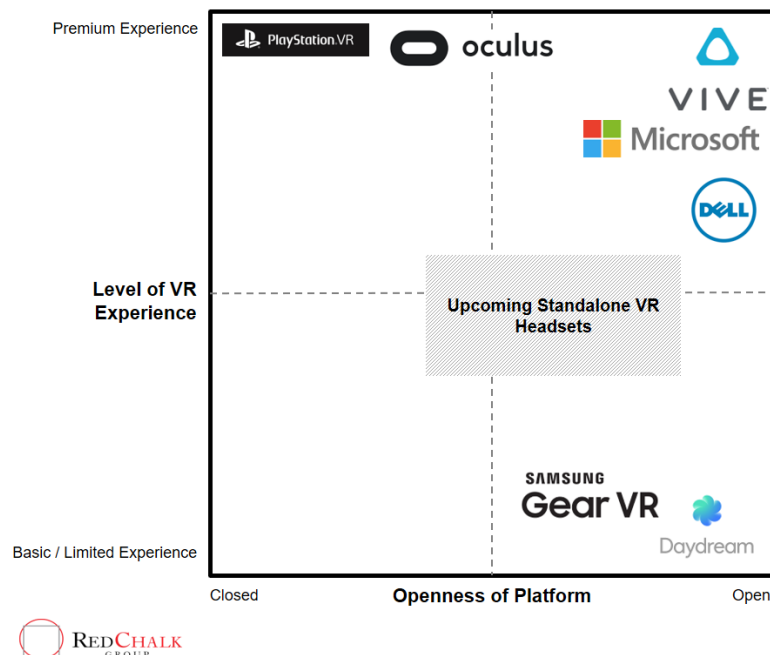 Premium Experience
PlayStation.VR
oculus
VIVE
Microsoft
DELL
Level of VR
Experience
Upcoming Standalone VR
Headsets
SAMSUNG
Gear VR
Daydream
Basic / Limited Experience
Closed
Openness of Platform
Open
REDCHALK
GROUP